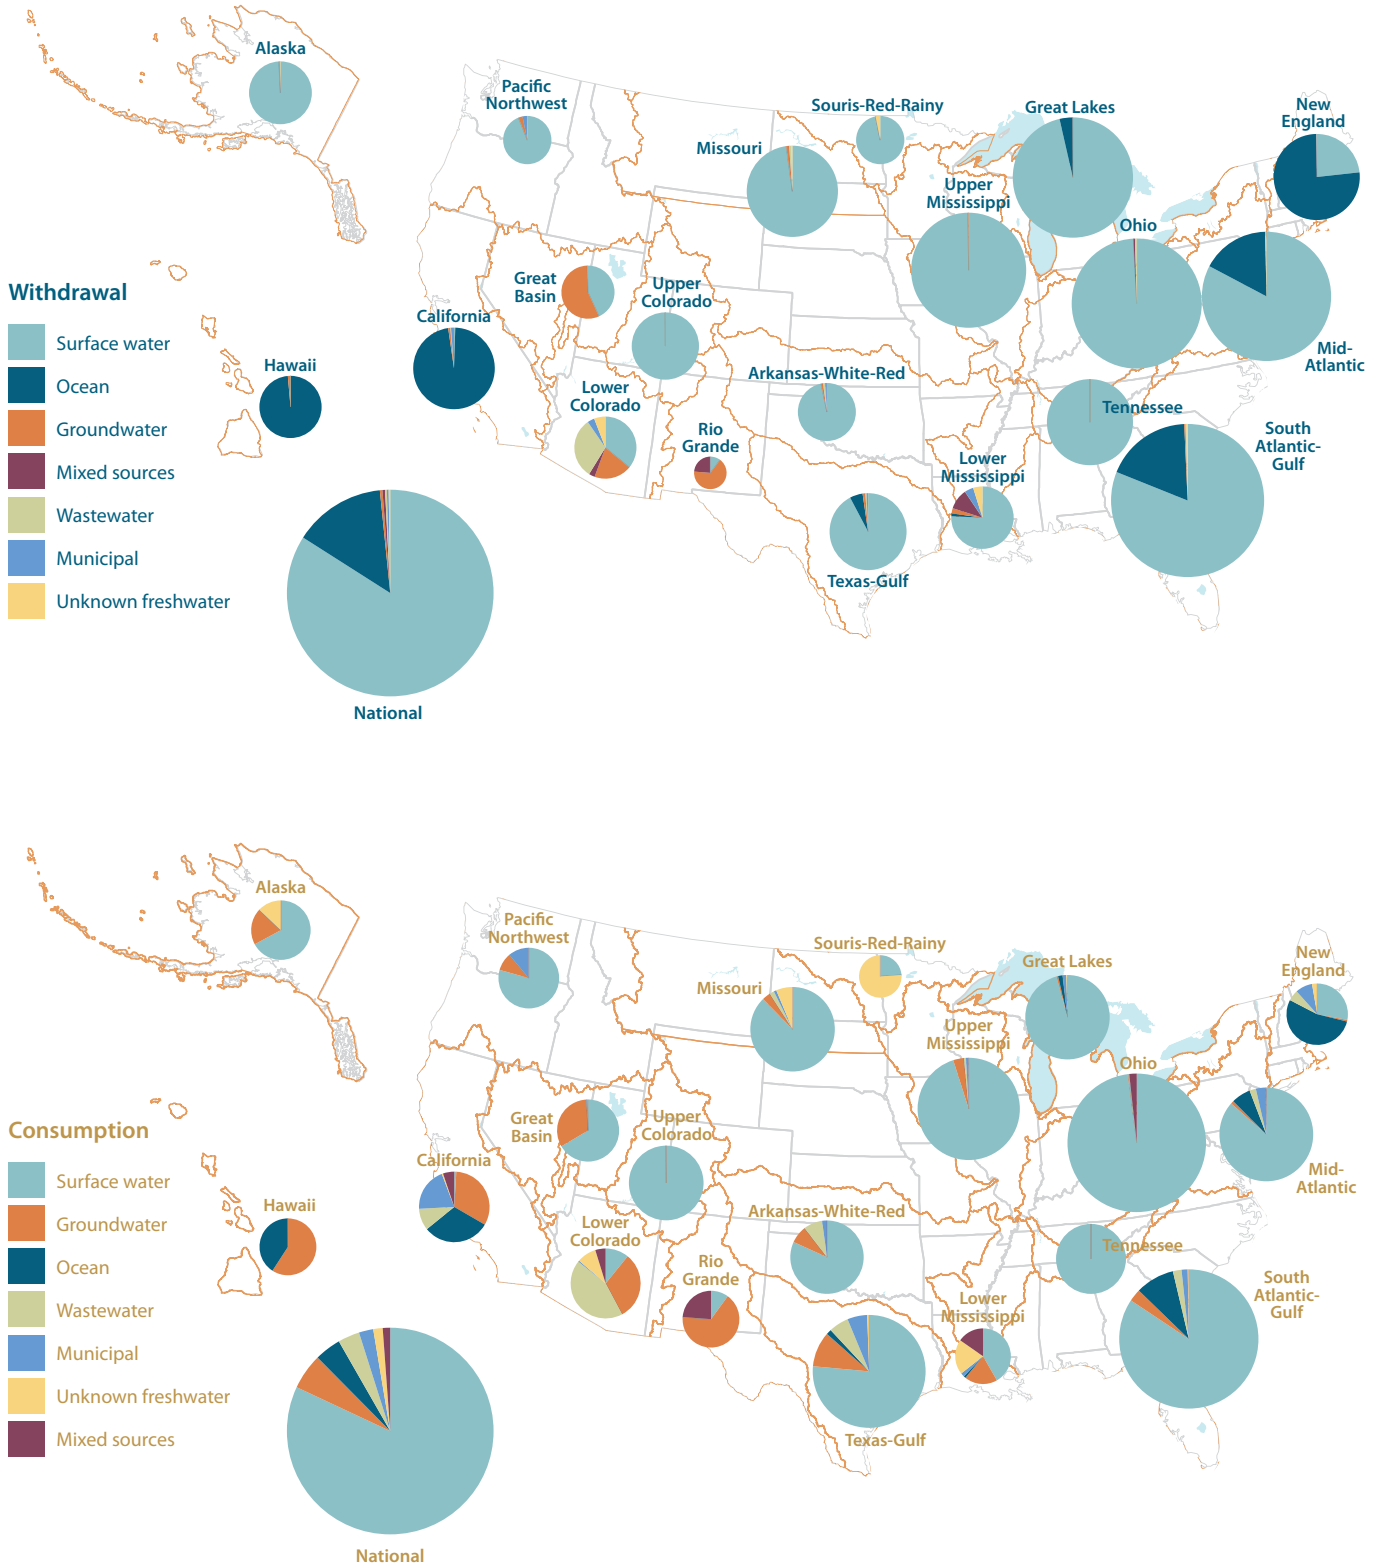 Alaska
Pacific
Northwest
Souris-Red-Rainy
Great Lakes
New
England
Missouri
Upper
Mississippi
Ohio
Great
Basin
Upper
Colorado
Withdrawal
California
Surface water
Mid-
Atlantic
Hawaii
Arkansas-White-Red
Ocean
Lower
Colorado
Tennessee
Groundwater
Rio
Grande
South
Atlantic-
Gulf
Mixed sources
Lower
Mississippi
Wastewater
Municipal
Texas-Gulf
Unknown freshwater
National
Alaska
Pacific
Northwest
Souris-Red-Rainy
Great Lakes
New
England
Missouri
Upper
Mississippi
Ohio
Great
Basin
Upper
Colorado
Consumption
California
Mid-
Atlantic
Surface water
Hawaii
Arkansas-White-Red
Groundwater
Lower
Colorado
Tennessee
Ocean
Rio
Grande
South
Atlantic-
Gulf
Wastewater
Lower
Mississippi
Municipal
Unknown freshwater
Mixed sources
Texas-Gulf
National